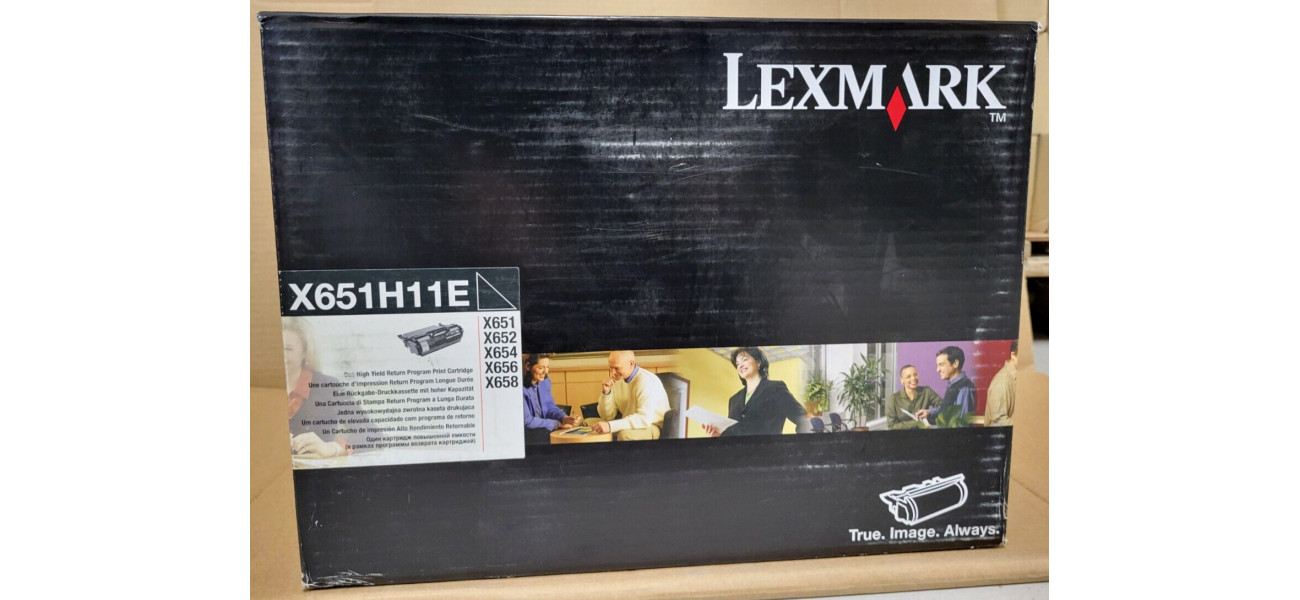 LEXMARK
TM
X651H11E
X651
X652
X654
X656
X658
High Yield Return Program Print Cartridge
Une cartouche d'impression Return Program Longue Durée
Eine Rückgabe-Druckkassette mit hoher Kapazität
Una Cartuccia di Stampa Return Program a Lunga Durata
Jedna wysokowydajna zwrotna kaseta drukująca
Um cartucho de elevada capacidade com programa de retorno
Un Cartucho de impresión Alto Rendimiento Retornable
Один картридж повышенной емкости
(в рамках программы возврата картриджей)
True. Image. Always.